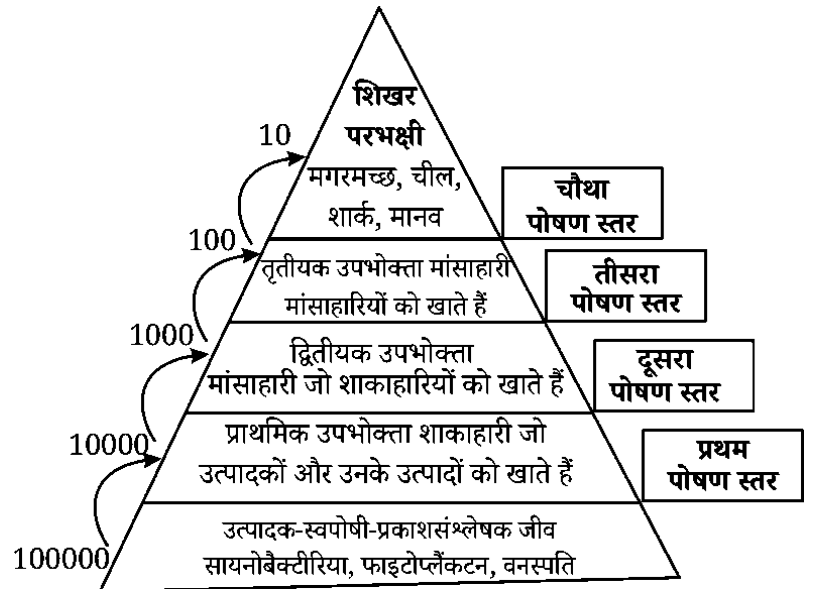 शिखर
परभक्षी
10
मगरमच्छ, चील,
शार्क, मानव
चौथा
पोषण स्तर
100
तृतीयक उपभोक्ता मांसाहारी
मांसाहारियों को खाते हैं
तीसरा
पोषण स्तर
1000
द्वितीयक उपभोक्ता
मांसाहारी जो शाकाहारियों को खाते हैं
दूसरा
पोषण स्तर
10000
प्राथमिक उपभोक्ता शाकाहारी जो
उत्पादकों और उनके उत्पादों को खाते हैं
प्रथम
पोषण स्तर
100000
उत्पादक-स्वपोषी-प्रकाशसंश्लेषक जीव
सायनोबैक्टीरिया, फाइटोप्लैंकटन, वनस्पति